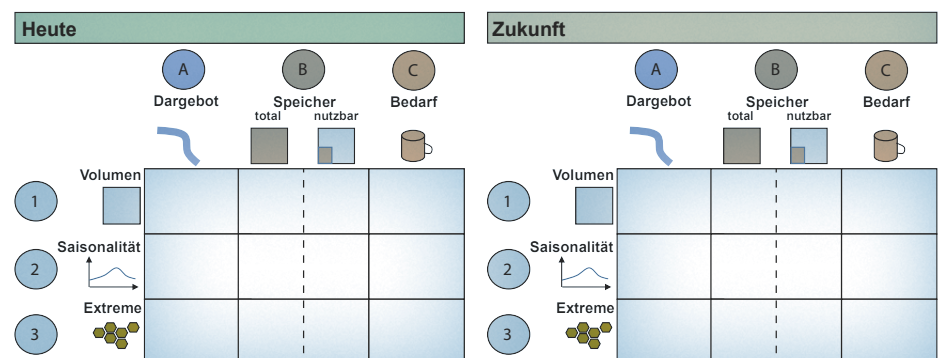 Heute
A B C
Dargebot Speicher Bedarf
total nutzbar
Volumen
1
Saisonalität
2
Extreme
3
Zukunft
A B C
Dargebot Speicher Bedarf
total nutzbar
Volumen
1
Saisonalität
2
Extreme
3